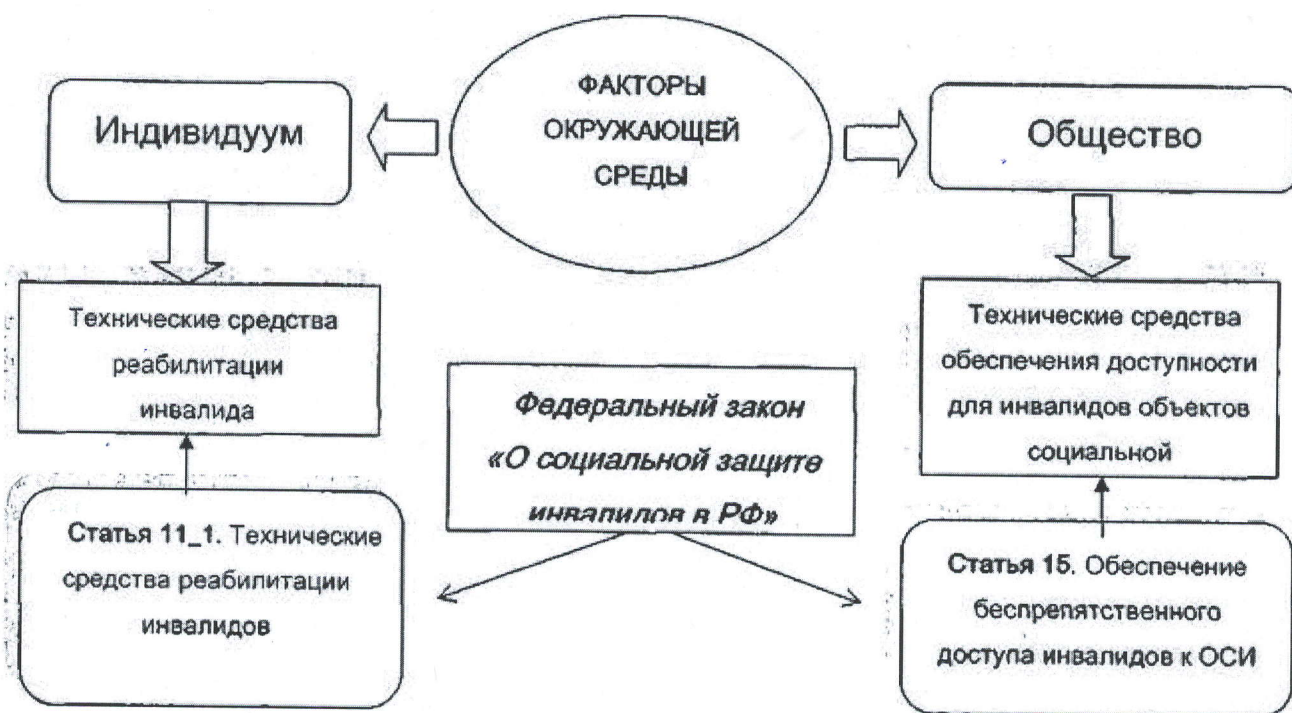 ФАКТОРЫ
ОКРУЖАЮЩЕЙ
СРЕДЫ
Индивидуум
Общество
Технические средства
реабилитации
инвалида
Технические средства
обеспечения доступности
для инвалидов объектов
социальной
Федеральный закон
«О социальной защите
инвалидов в РФ»
Статья 11_1. Технические
средства реабилитации
инвалидов
Статья 15. Обеспечение
беспрепятственного
доступа инвалидов к ОСИ